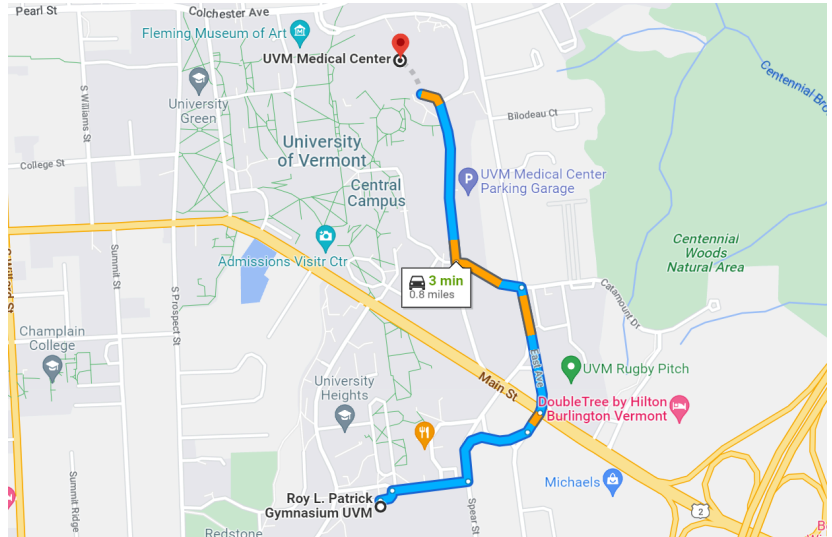 Pearl St
Colchester Ave
Fleming Museum of Art
UVM Medical Center
University
Green
S Williams St
Bilodeau Ct
Centennial Bro
University
of Vermont
College St
Central
Campus
UVM Medical Center
Parking Garage
Centennial
Woods
Natural Area
Admissions Visitr Ctr
Summit St
S Prospect St
3 min
0.8 miles
Catamount Dr
Champlain
College
East Ave
UVM Rugby Pitch
University
Heights
Main St
DoubleTree by Hilton
Burlington Vermont
Michaels
Summit Ridge
Roy L. Patrick
Gymnasium UVM
Spear St
2
Redstone
P